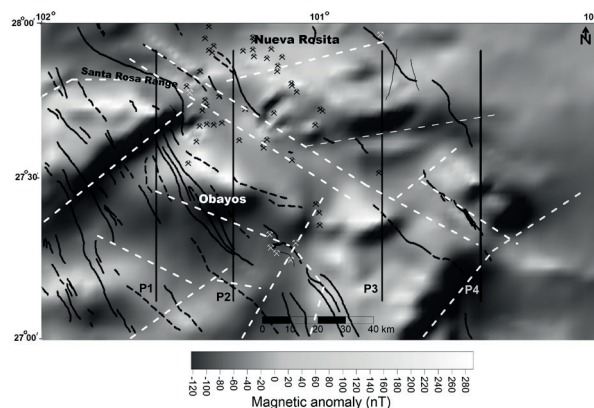 102° 101° 10
28°00'
N
Nueva Rosita
Santa Rosa Range
27°30'
Obayos
P1 P2 P3 P4
0 10 20 30 40 km
27°00'
-120 -100 -80 -60 -40 -20 0 20 40 60 80 100 120 140 160 180 200 220 240 260 280
Magnetic anomaly (nT)